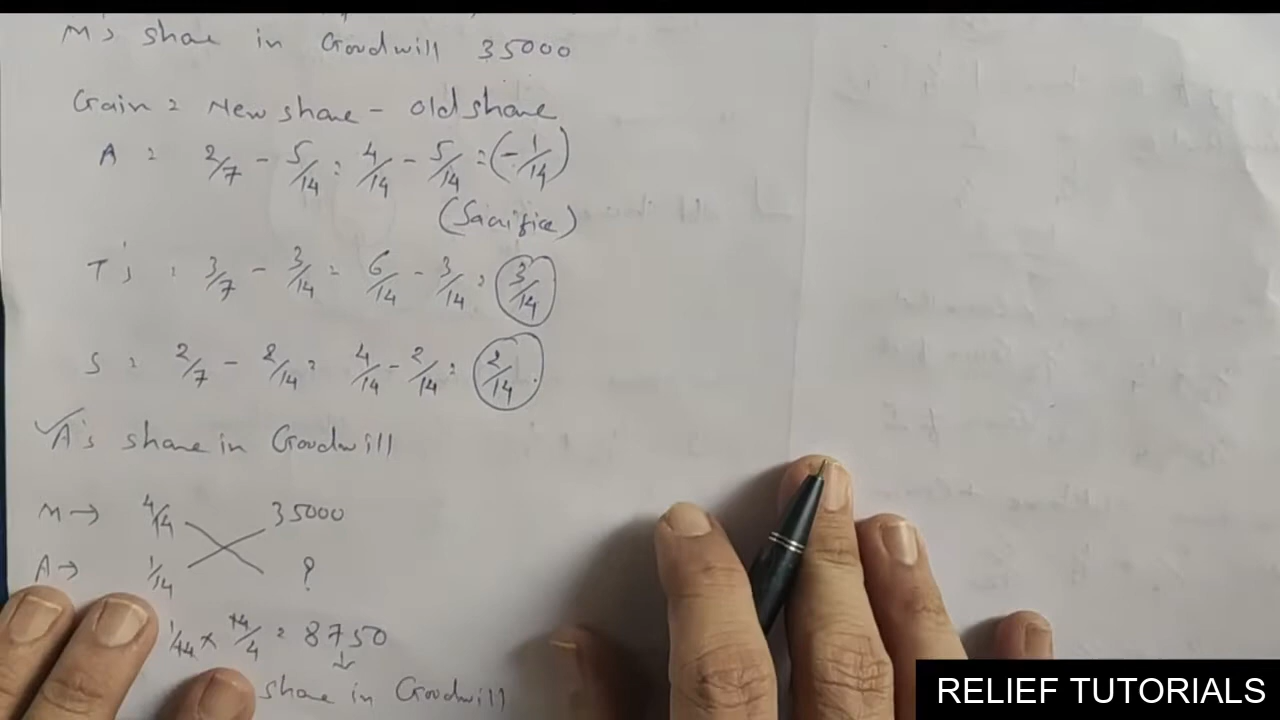 M's share in Goodwill 35000
Gain = New share - Old share
A = 2/7 - 5/14 = 4/14 - 5/14 = (-1/14)
(Sacrifice)
T's = 3/7 - 3/14 = 6/14 - 3/14 = 3/14
S = 2/7 - 2/14 = 4/14 - 2/14 = 2/14
✓A's share in Goodwill
M → 4/14 35000
A → 1/14 ?
1/14 × 14/4 = 8750
↓
share in Goodwill
RELIEF TUTORIALS